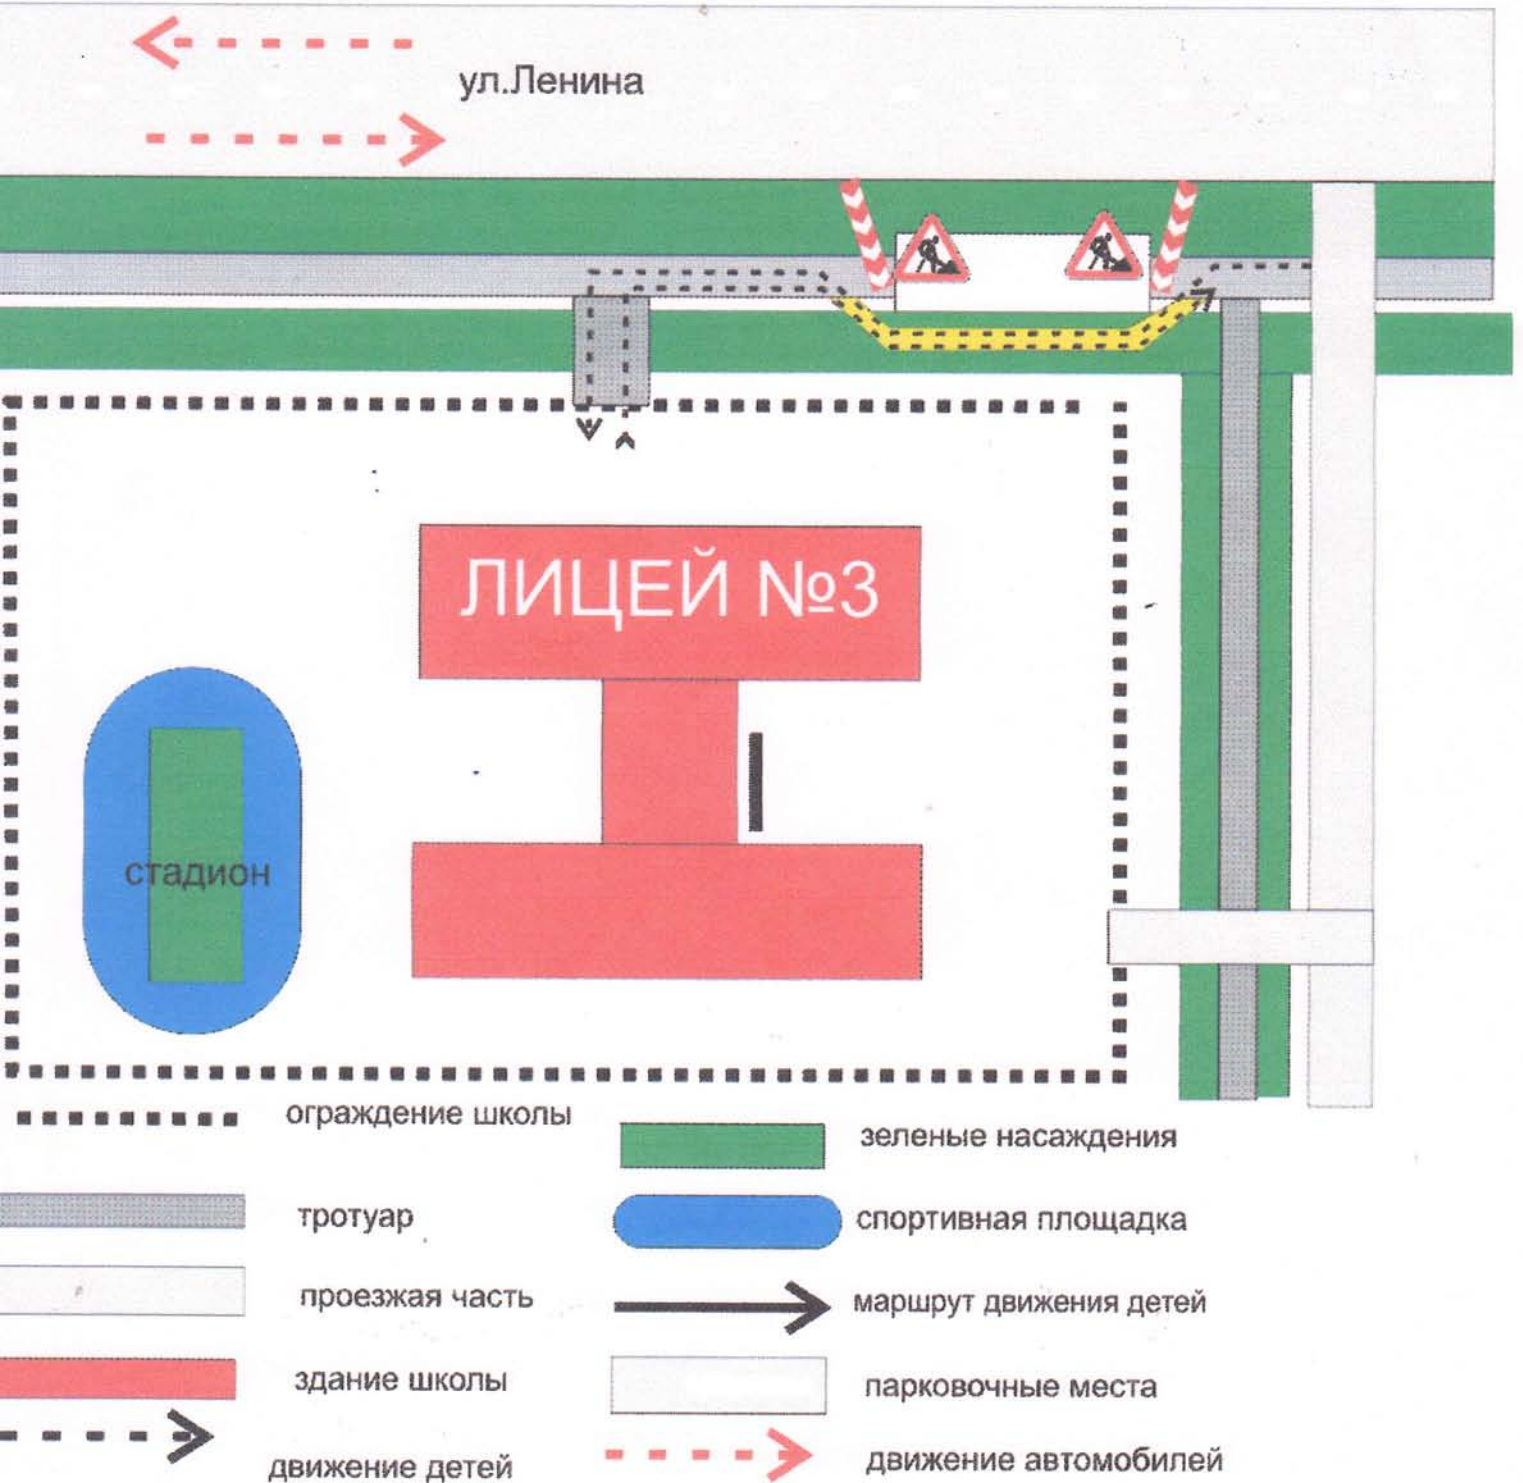 ул.Ленина
ЛИЦЕЙ №3
стадион
ограждение школы
зеленые насаждения
тротуар
спортивная площадка
проезжая часть
маршрут движения детей
здание школы
парковочные места
движение детей
движение автомобилей